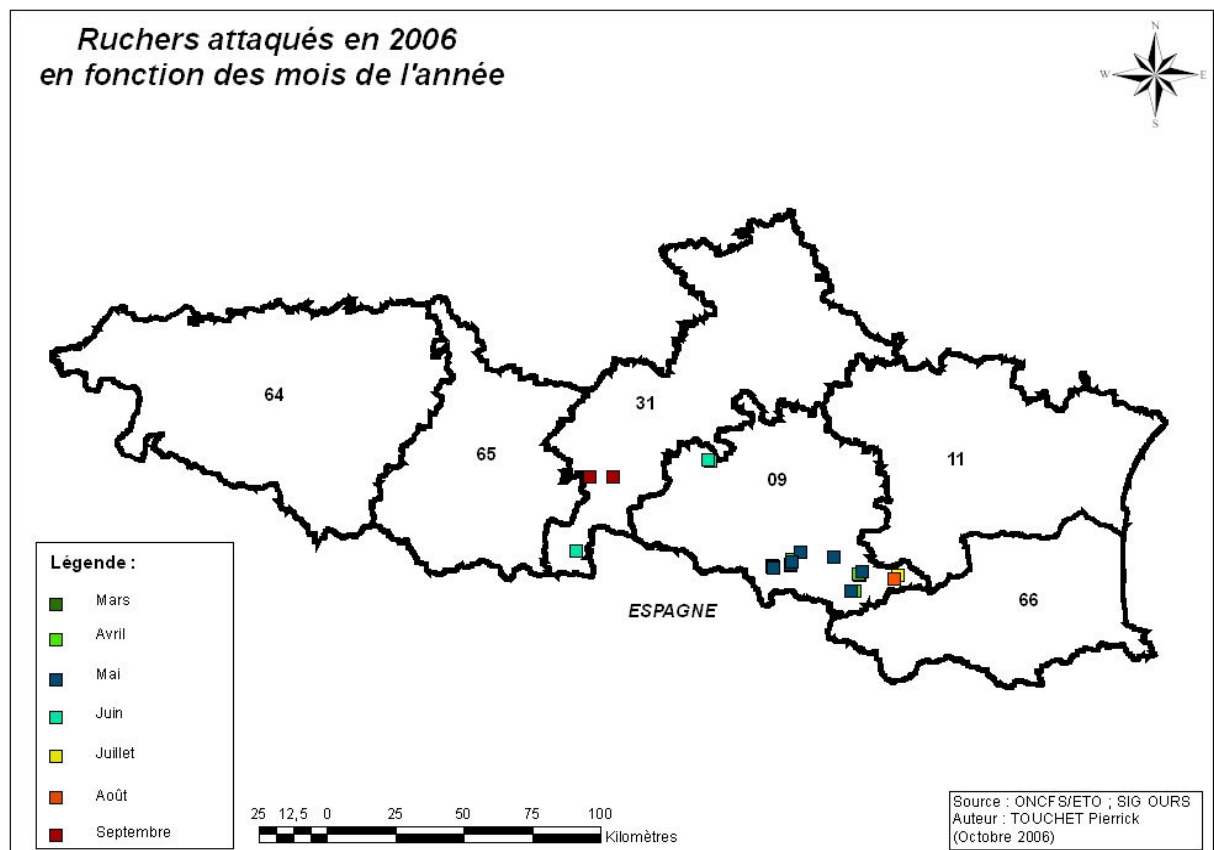 Ruchers attaqués en 2006
en fonction des mois de l'année
N
W
E
S
64
65
31
09
11
66
ESPAGNE
Légende :
Mars
Avril
Mai
Juin
Juillet
Août
Septembre
25 12,5 0 25 50 75 100
Kilomètres
Source : ONCFS/ETO ; SIG OURS
Auteur : TOUCHET Pierrick
(Octobre 2006)